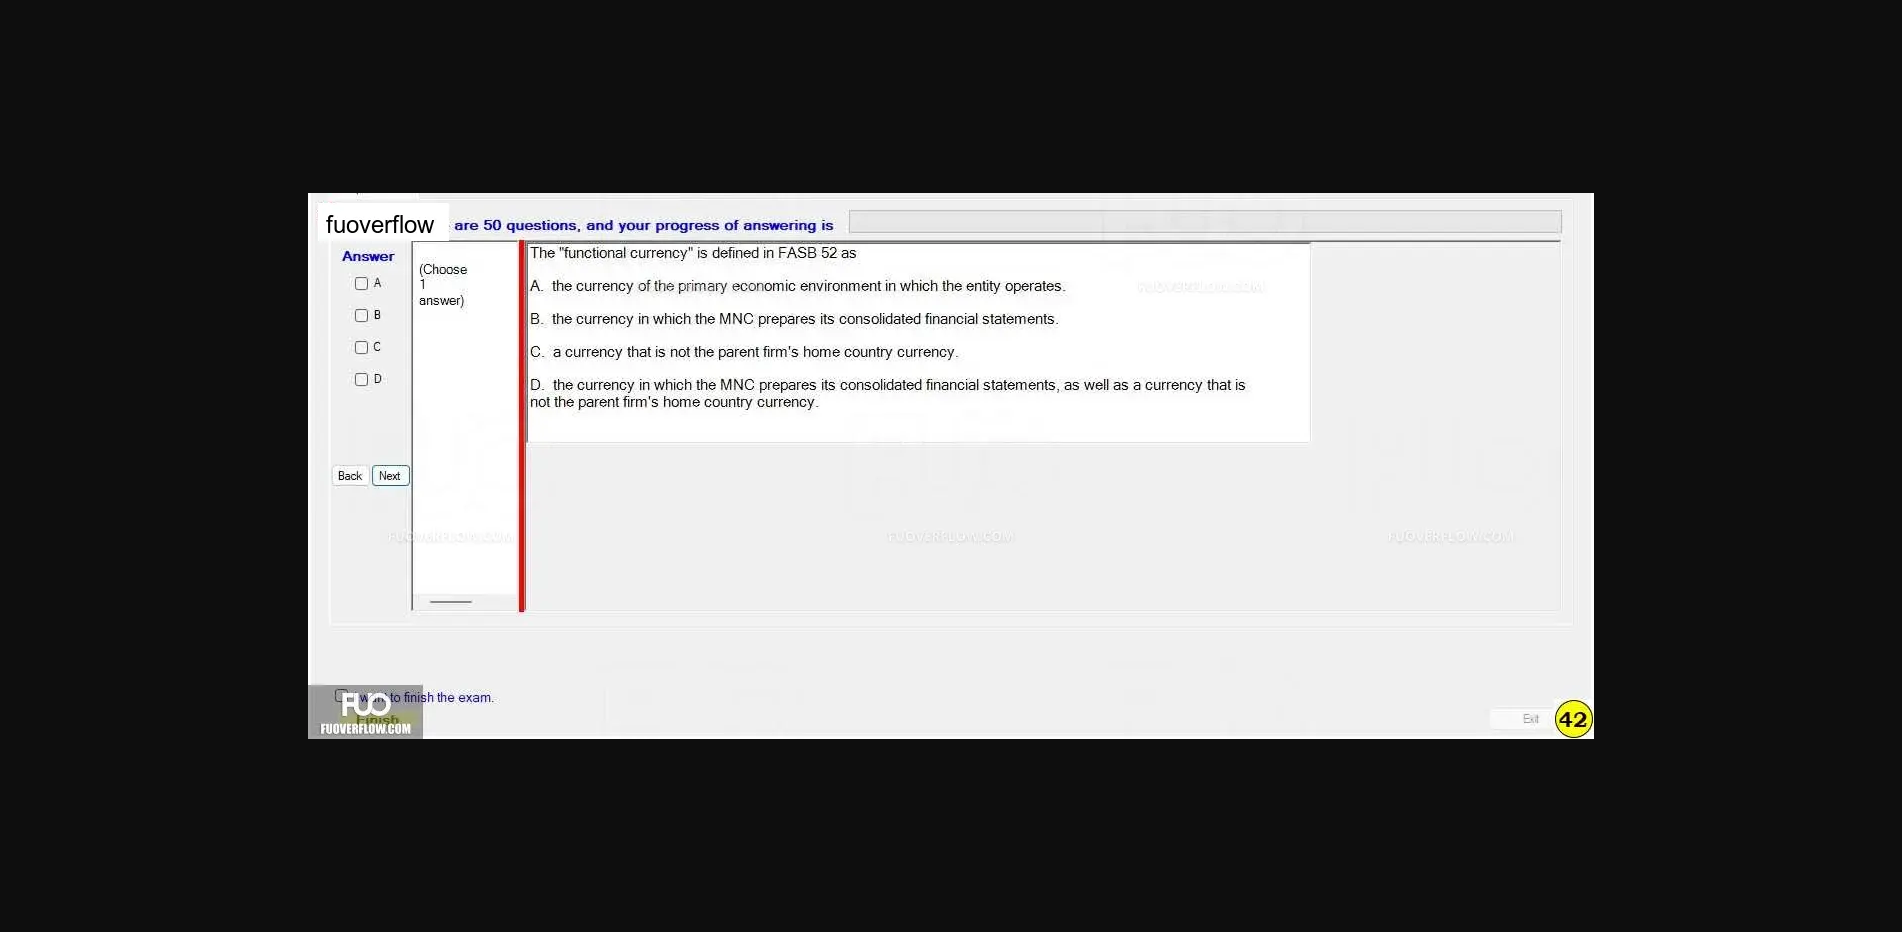 fuoverflow are 50 questions, and your progress of answering is
Answer
A
B
C
D
Back Next
(Choose
1
answer)
The "functional currency" is defined in FASB 52 as
A. the currency of the primary economic environment in which the entity operates.
B. the currency in which the MNC prepares its consolidated financial statements.
C. a currency that is not the parent firm's home country currency.
D. the currency in which the MNC prepares its consolidated financial statements, as well as a currency that is
not the parent firm's home country currency.
FUOVERFLOW.COM
FUOVERFLOW.COM FUOVERFLOW.COM FUOVERFLOW.COM
want to finish the exam.
Finish
FUO
FUOVERFLOW.COM
Exit 42